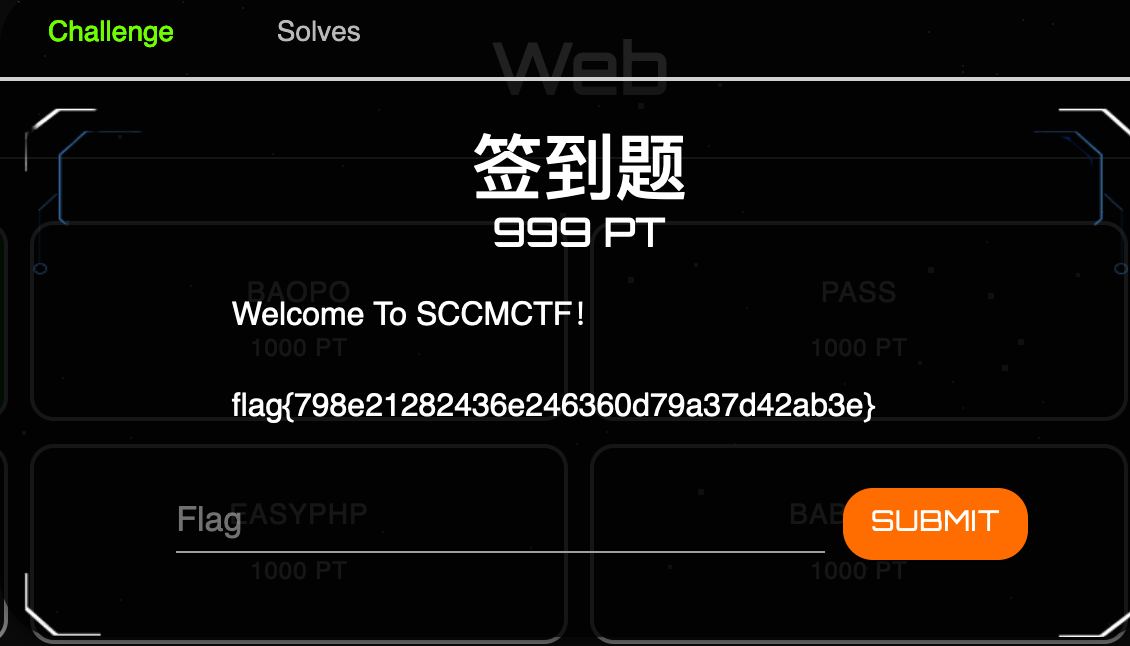 Challenge Solves
Web
签到题
999 PT
BAOPO PASS
Welcome To SCCMCTF!
1000 PT 1000 PT
flag{798e21282436e246360d79a37d42ab3e}
EASYPHP BAB
Flag
SUBMIT
1000 PT 1000 PT